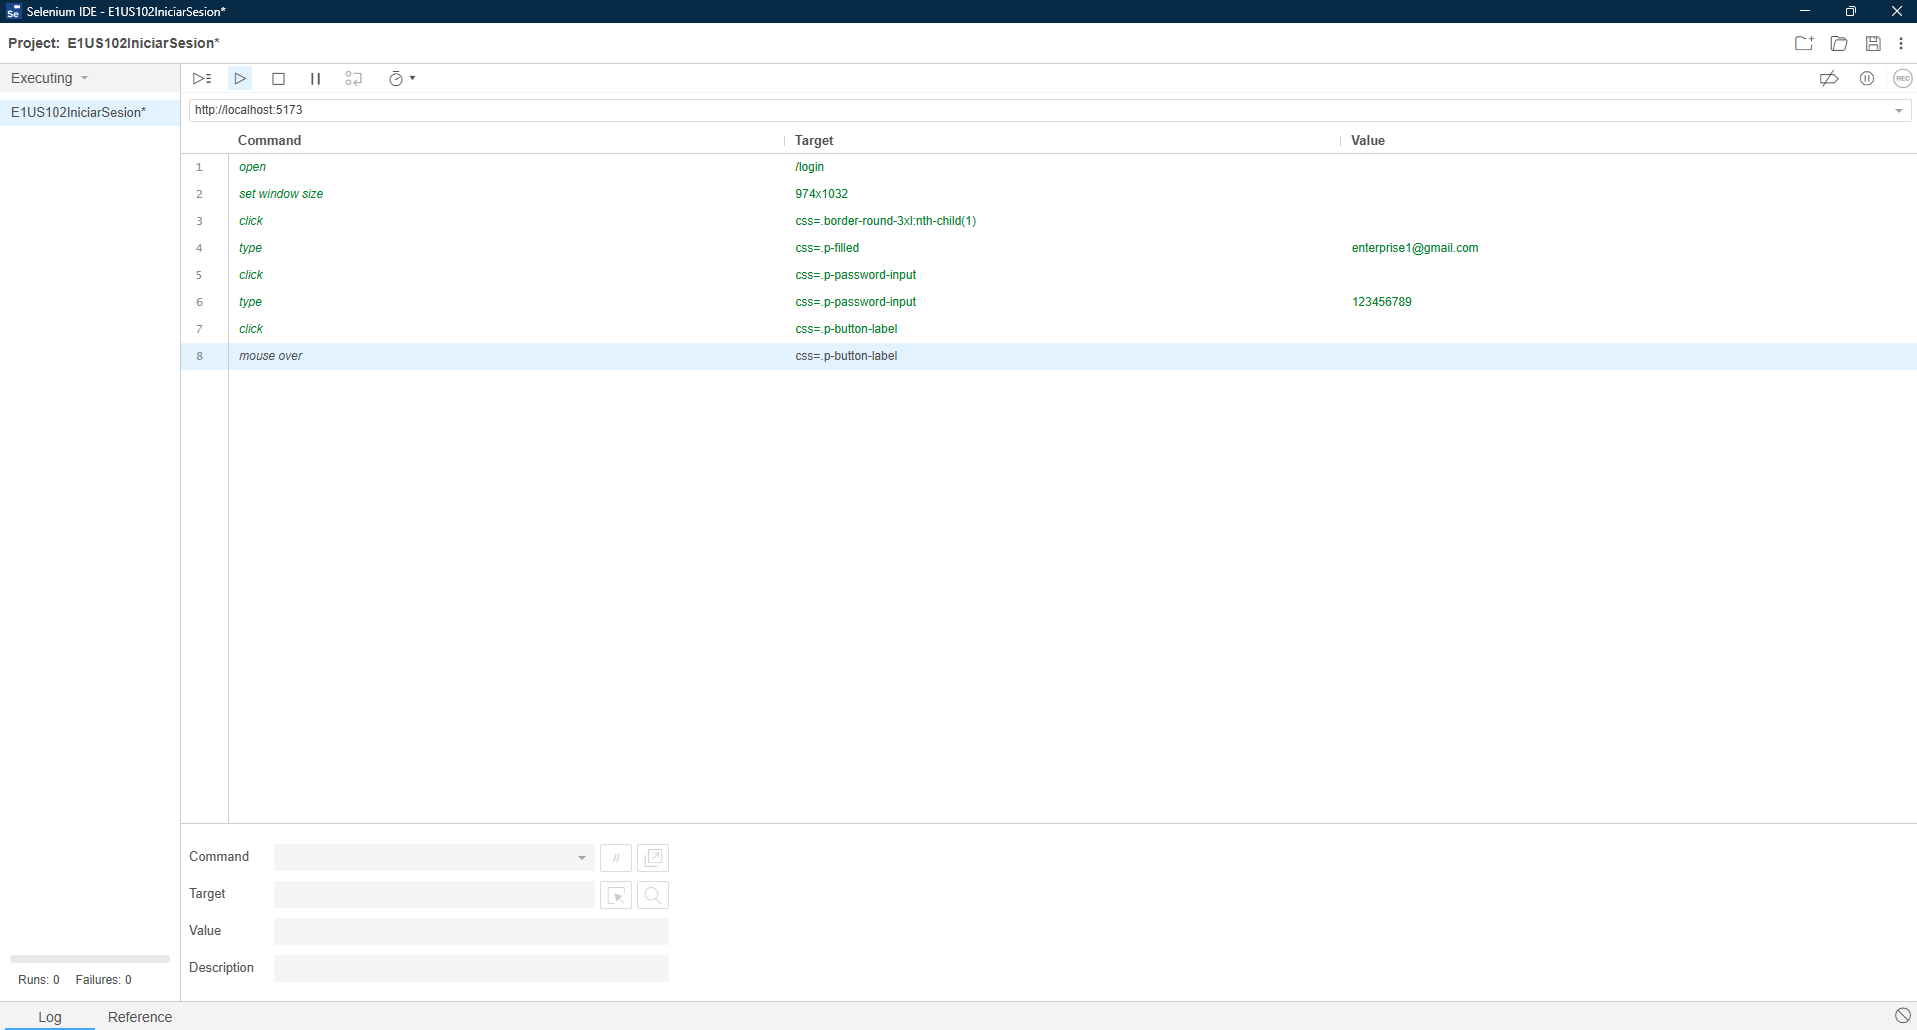 Selenium IDE - E1US102IniciarSesion*
Project: E1US102IniciarSesion*
Executing
E1US102IniciarSesion*
REC
http://localhost:5173
Command Target Value
1 open /login
2 set window size 974x1032
3 click css=.border-round-3xl:nth-child(1)
4 type css=.p-filled enterprise1@gmail.com
5 click css=.p-password-input
6 type css=.p-password-input 123456789
7 click css=.p-button-label
8 mouse over css=.p-button-label
Command //
Target
Value
Description
Runs: 0 Failures: 0
Log Reference